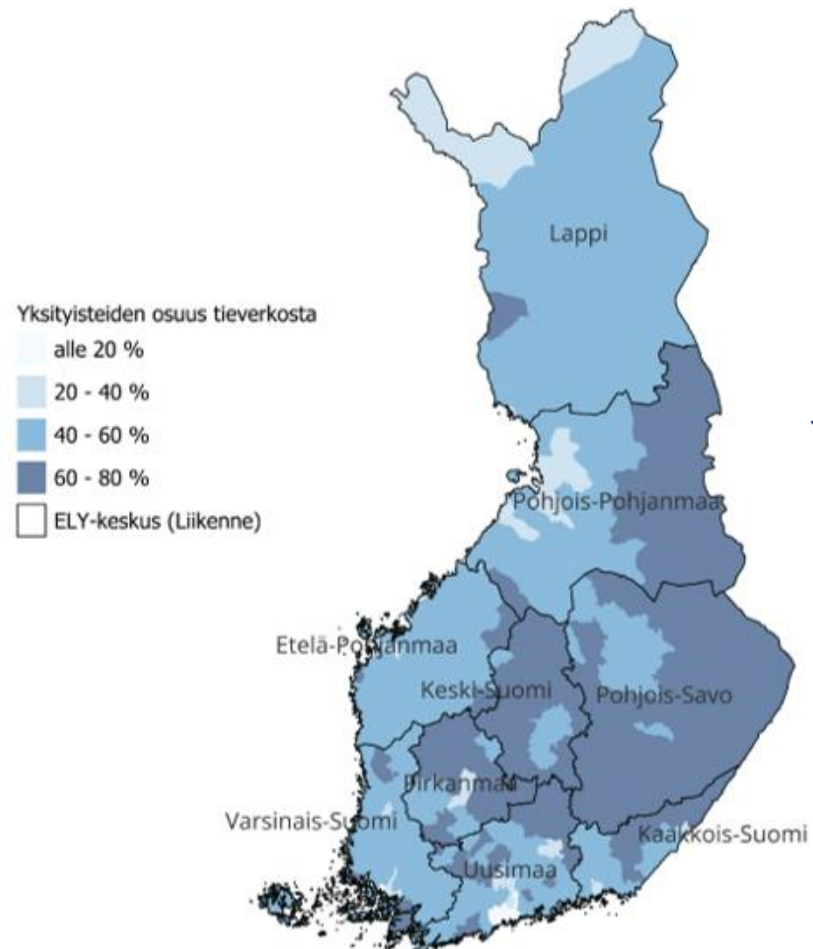 Lappi
Yksityisteiden osuus tieverkosta
alle 20 %
20 - 40 %
40 - 60 %
60 - 80 %
ELY-keskus (Liikenne)
Pohjois-Pohjanmaa
Etelä-Pohjanmaa
Keski-Suomi
Pohjois-Savo
Pirkanmaa
Varsinais-Suomi
Kaakkois-Suomi
Uusimaa